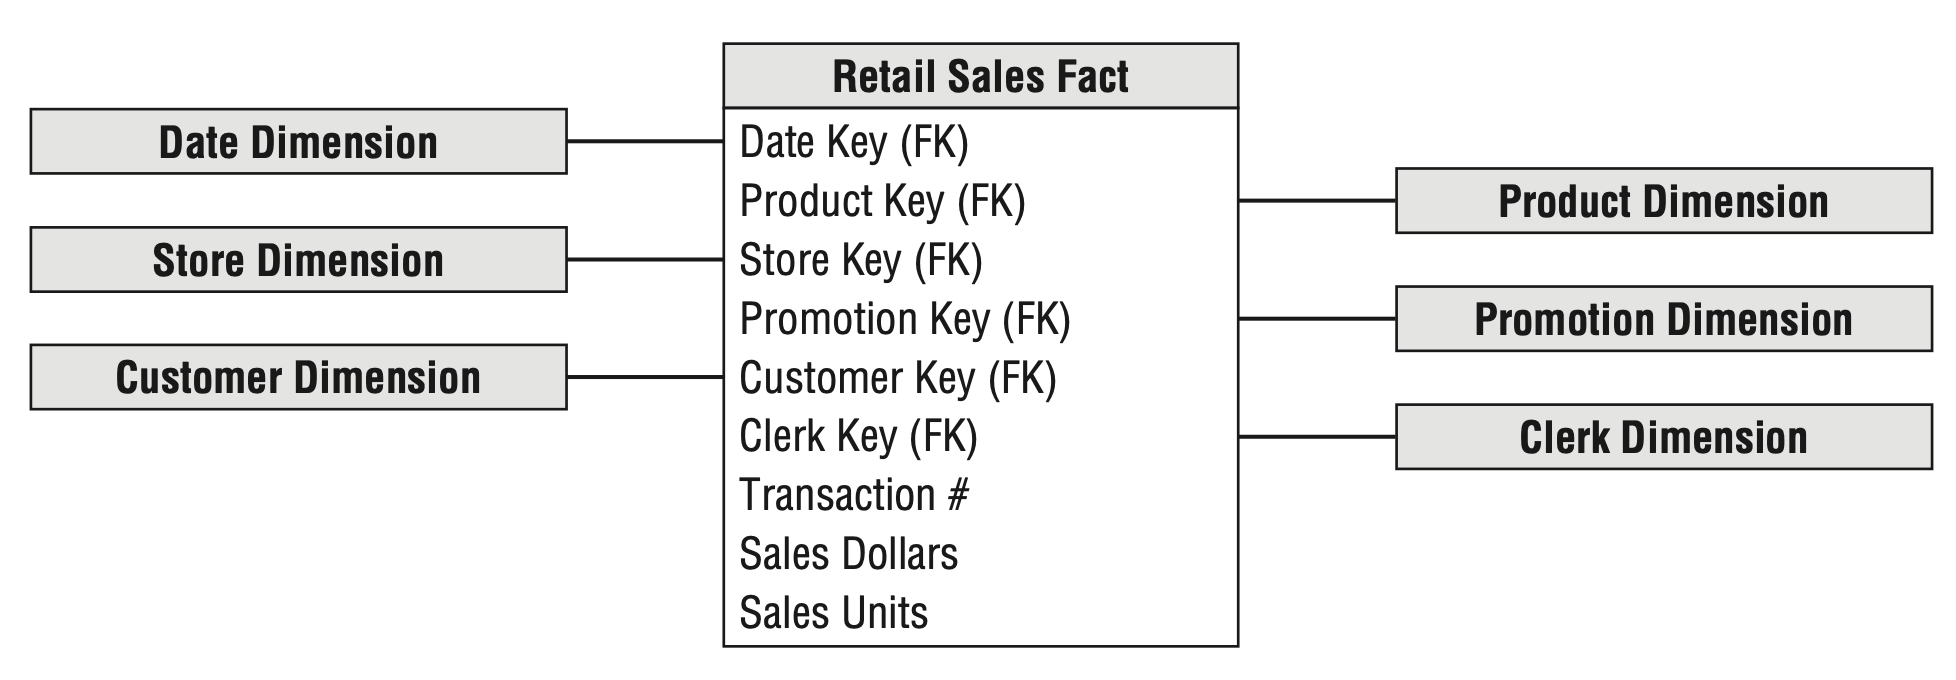 Retail Sales Fact
Date Key (FK)
Product Key (FK)
Store Key (FK)
Promotion Key (FK)
Customer Key (FK)
Clerk Key (FK)
Transaction #
Sales Dollars
Sales Units
Date Dimension
Store Dimension
Customer Dimension
Product Dimension
Promotion Dimension
Clerk Dimension